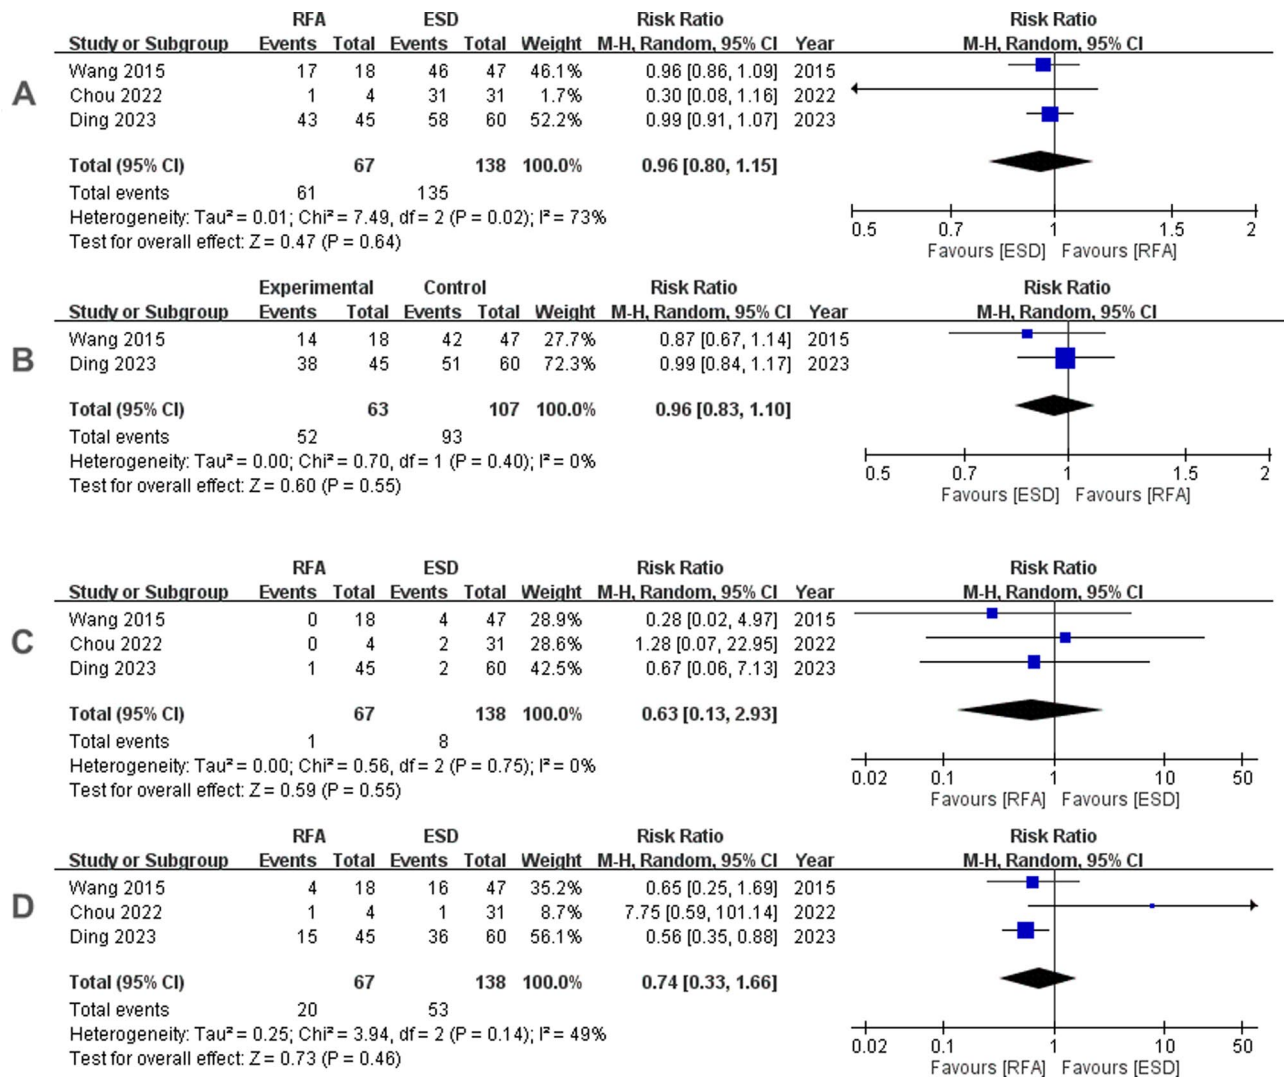 A
RFA ESD Risk Ratio Risk Ratio
Study or Subgroup Events Total Events Total Weight M-H, Random, 95% CI Year M-H, Random, 95% CI
Wang 2015 17 18 46 47 46.1% 0.96 [0.86, 1.09] 2015
Chou 2022 1 4 31 31 1.7% 0.30 [0.08, 1.16] 2022
Ding 2023 43 45 58 60 52.2% 0.99 [0.91, 1.07] 2023
Total (95% CI) 67 138 100.0% 0.96 [0.80, 1.15]
Total events 61 135
Heterogeneity: Tau² = 0.01; Chi² = 7.49, df = 2 (P = 0.02); I² = 73%
Test for overall effect: Z = 0.47 (P = 0.64)
0.5 0.7 1 1.5 2
Favours [ESD] Favours [RFA]
B
Experimental Control Risk Ratio Risk Ratio
Study or Subgroup Events Total Events Total Weight M-H, Random, 95% CI Year M-H, Random, 95% CI
Wang 2015 14 18 42 47 27.7% 0.87 [0.67, 1.14] 2015
Ding 2023 38 45 51 60 72.3% 0.99 [0.84, 1.17] 2023
Total (95% CI) 63 107 100.0% 0.96 [0.83, 1.10]
Total events 52 93
Heterogeneity: Tau² = 0.00; Chi² = 0.70, df = 1 (P = 0.40); I² = 0%
Test for overall effect: Z = 0.60 (P = 0.55)
0.5 0.7 1 1.5 2
Favours [ESD] Favours [RFA]
C
RFA ESD Risk Ratio Risk Ratio
Study or Subgroup Events Total Events Total Weight M-H, Random, 95% CI Year M-H, Random, 95% CI
Wang 2015 0 18 4 47 28.9% 0.28 [0.02, 4.97] 2015
Chou 2022 0 4 2 31 28.6% 1.28 [0.07, 22.95] 2022
Ding 2023 1 45 2 60 42.5% 0.67 [0.06, 7.13] 2023
Total (95% CI) 67 138 100.0% 0.63 [0.13, 2.93]
Total events 1 8
Heterogeneity: Tau² = 0.00; Chi² = 0.56, df = 2 (P = 0.75); I² = 0%
Test for overall effect: Z = 0.59 (P = 0.55)
0.02 0.1 1 10 50
Favours [RFA] Favours [ESD]
D
RFA ESD Risk Ratio Risk Ratio
Study or Subgroup Events Total Events Total Weight M-H, Random, 95% CI Year M-H, Random, 95% CI
Wang 2015 4 18 16 47 35.2% 0.65 [0.25, 1.69] 2015
Chou 2022 1 4 1 31 8.7% 7.75 [0.59, 101.14] 2022
Ding 2023 15 45 36 60 56.1% 0.56 [0.35, 0.88] 2023
Total (95% CI) 67 138 100.0% 0.74 [0.33, 1.66]
Total events 20 53
Heterogeneity: Tau² = 0.25; Chi² = 3.94, df = 2 (P = 0.14); I² = 49%
Test for overall effect: Z = 0.73 (P = 0.46)
0.02 0.1 1 10 50
Favours [RFA] Favours [ESD]